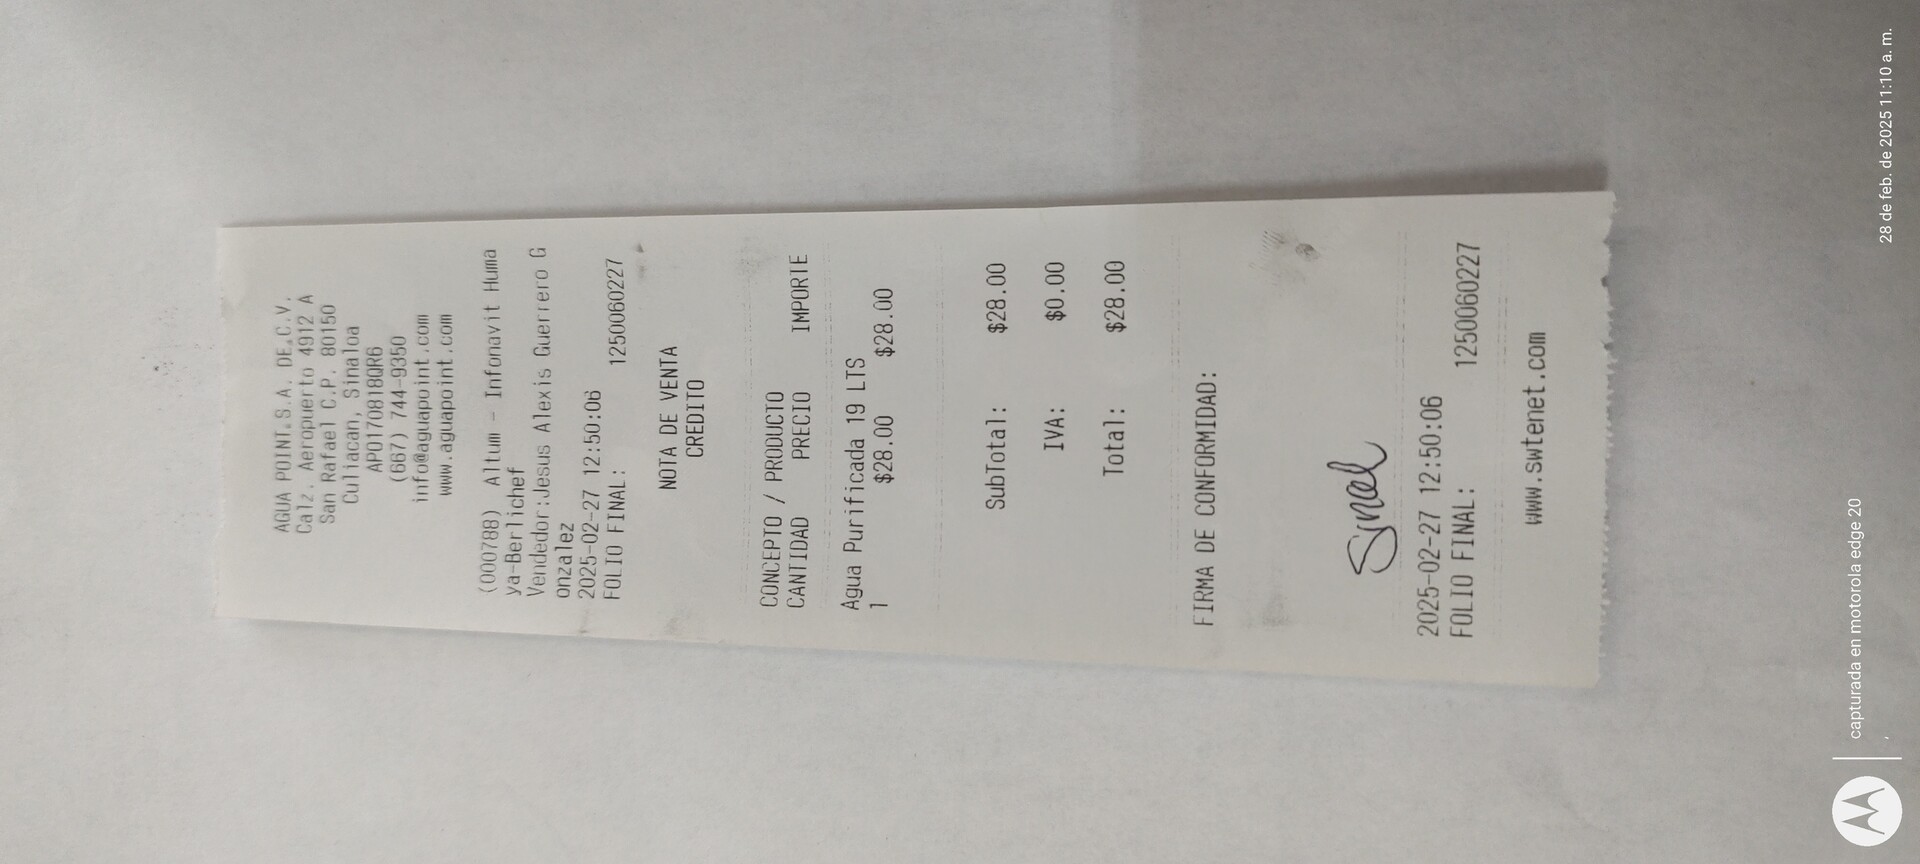 AGUA POINT.S.A. DE.C.V.
Calz. Aeropuerto 4912 A
San Rafael C.P. 80150
Culiacan, Sinaloa
APO170818QR6
(667) 744-9350
info@aguapoint.com
www.aguapoint.com
(000788) Altum - Infonavit Huma
ya-Berlichef
Vendedor:Jesus Alexis Guerrero G
onzalez
2025-02-27 12:50:06
FOLIO FINAL: 1250060227
NOTA DE VENTA
CREDITO
CONCEPTO / PRODUCTO
CANTIDAD PRECIO IMPORTE
Agua Purificada 19 LTS
1 $28.00 $28.00
SubTotal: $28.00
IVA: $0.00
Total: $28.00
FIRMA DE CONFORMIDAD:
2025-02-27 12:50:06
FOLIO FINAL: 1250060227
www.swtenet.com
capturada en motorola edge 20
28 de feb. de 2025 11:10 a. m.